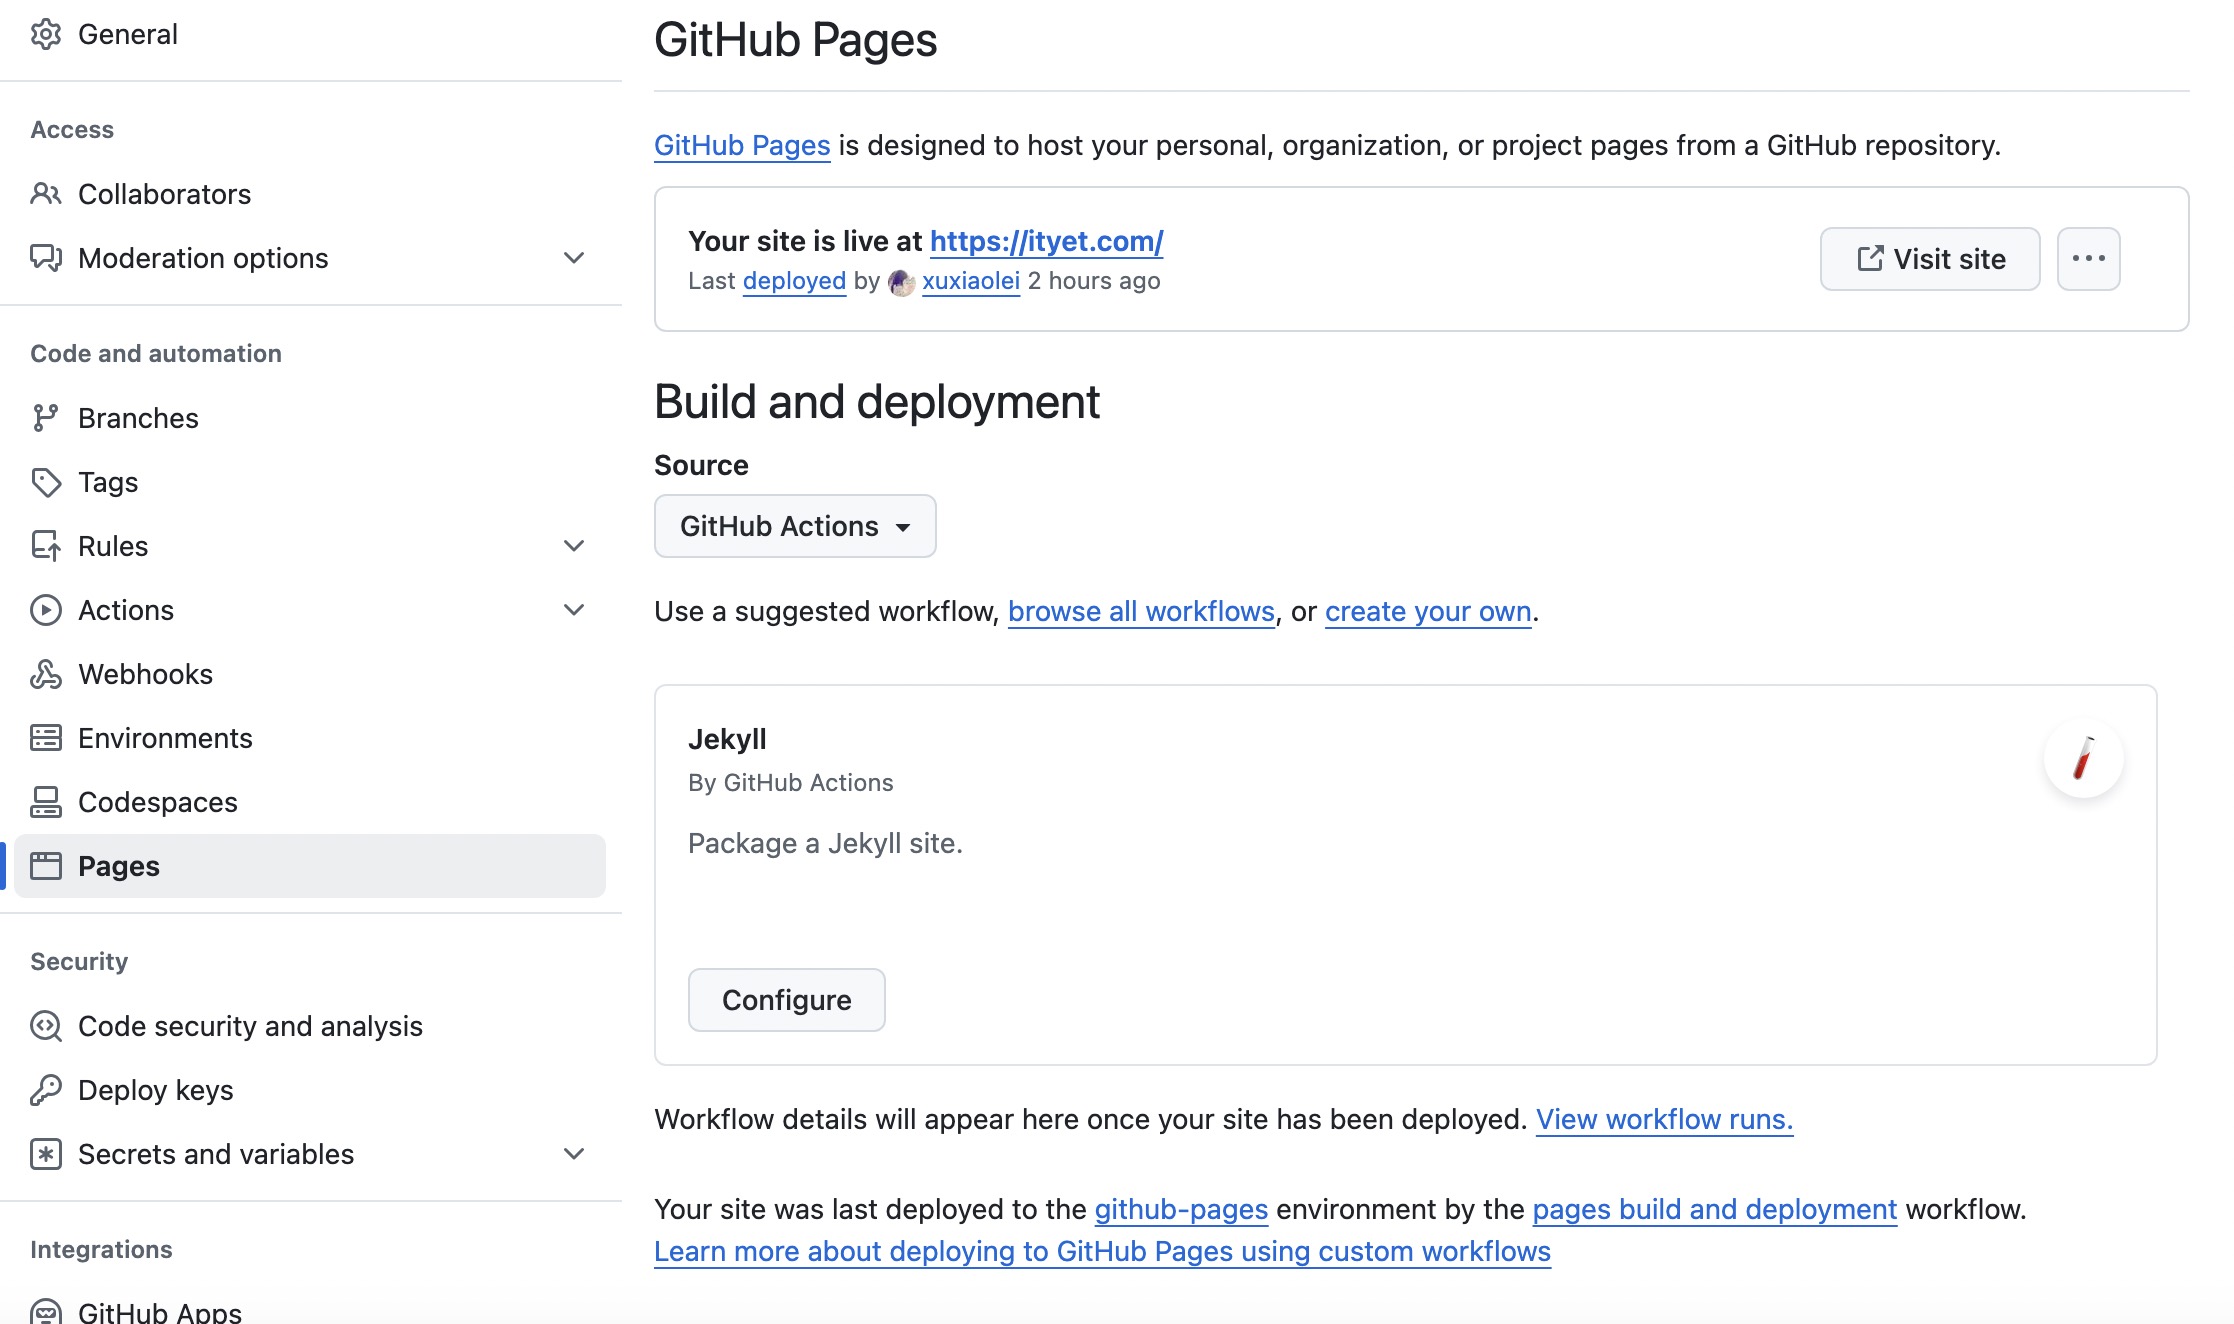 General
Access
Collaborators
Moderation options
Code and automation
Branches
Tags
Rules
Actions
Webhooks
Environments
Codespaces
Pages
Security
Code security and analysis
Deploy keys
Secrets and variables
Integrations
GitHub Apps
GitHub Pages
GitHub Pages is designed to host your personal, organization, or project pages from a GitHub repository.
Your site is live at https://ityet.com/
Last deployed by xuxiaolei 2 hours ago
Visit site
Build and deployment
Source
GitHub Actions
Use a suggested workflow, browse all workflows, or create your own.
Jekyll
By GitHub Actions
Package a Jekyll site.
Configure
Workflow details will appear here once your site has been deployed. View workflow runs.
Your site was last deployed to the github-pages environment by the pages build and deployment workflow.
Learn more about deploying to GitHub Pages using custom workflows